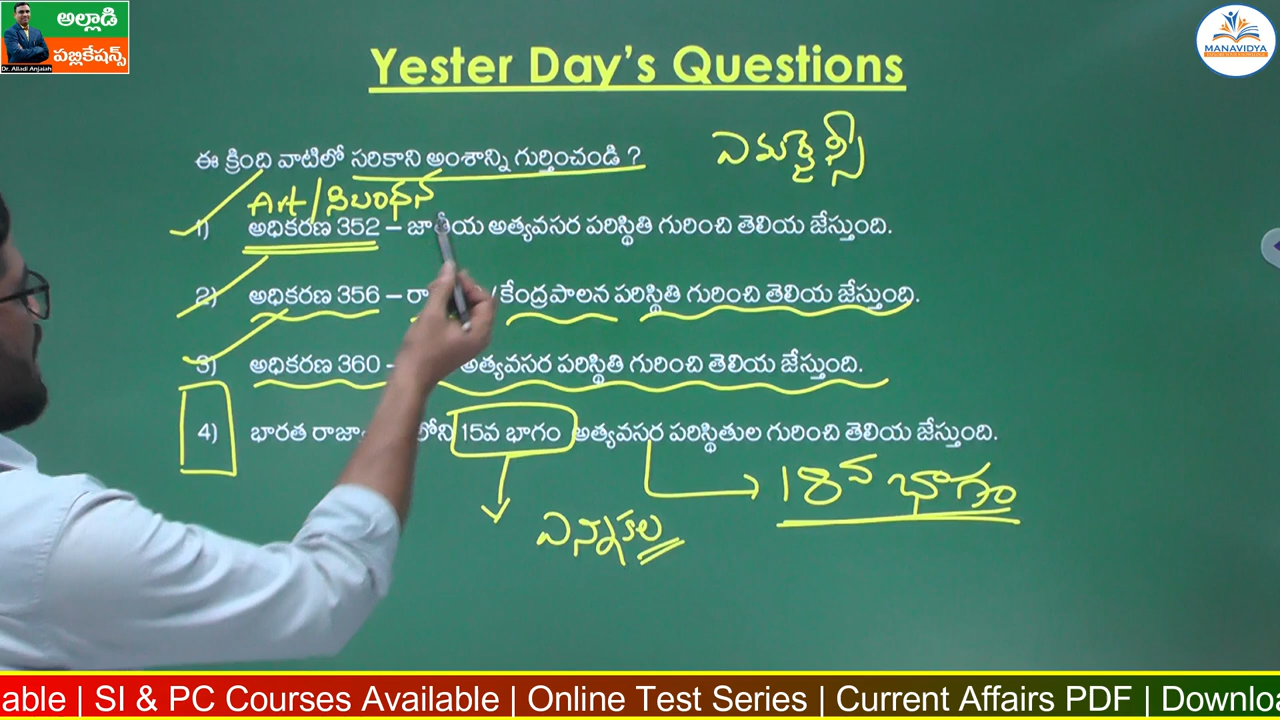 అల్లాడి
పబ్లికేషన్స్
Dr. Alladi Anjaiah
MANAVIDYA
Yester Day's Questions
ఈ క్రింది వాటిలో సరికాని అంశాన్ని గుర్తించండి ?
ఎమర్జెన్సీ
Art/నిబంధన
1) అధికరణ 352 – అత్యవసర పరిస్థితి గురించి తెలియ జేస్తుంది.
2) అధికరణ 356 – / కేంద్రపాలన పరిస్థితి గురించి తెలియ జేస్తుంది.
3) అధికరణ 360 - అత్యవసర పరిస్థితి గురించి తెలియ జేస్తుంది.
4) భారత 15వ భాగం అత్యవసర పరిస్థితుల గురించి తెలియ జేస్తుంది.
18వ భాగం
ఎన్నికల
able | SI & PC Courses Available | Online Test Series | Current Affairs PDF | Downlo